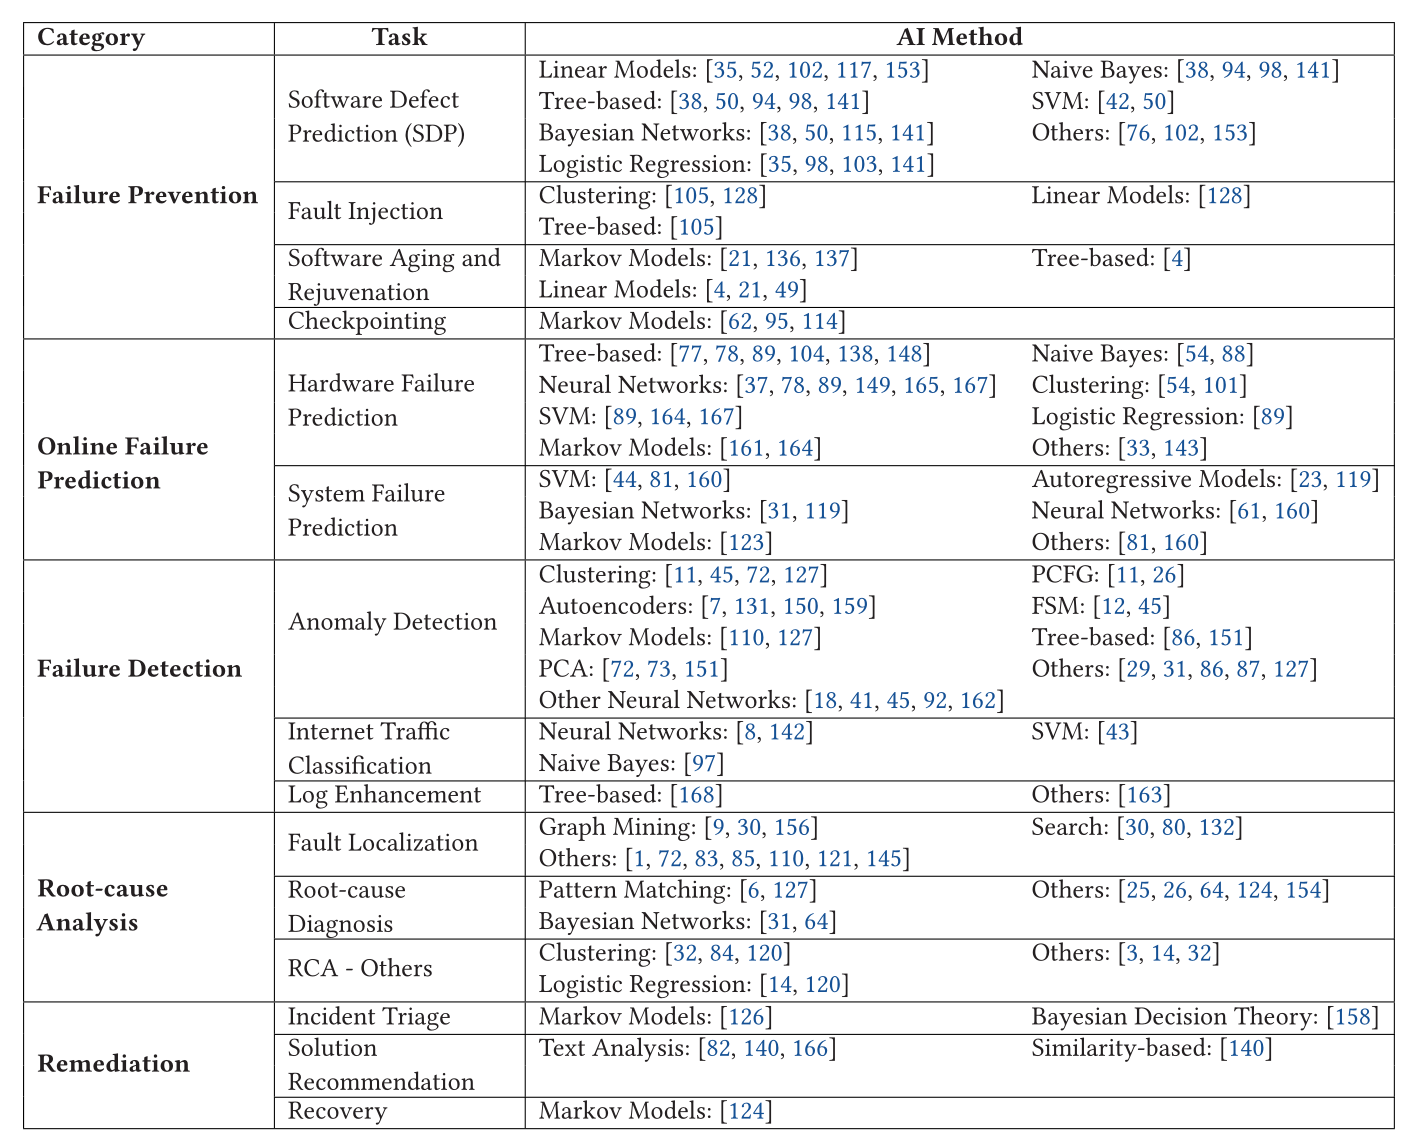 Category Task AI Method
Failure Prevention
Software Defect
Prediction (SDP)
Linear Models: [35, 52, 102, 117, 153] Naive Bayes: [38, 94, 98, 141]
Tree-based: [38, 50, 94, 98, 141] SVM: [42, 50]
Bayesian Networks: [38, 50, 115, 141] Others: [76, 102, 153]
Logistic Regression: [35, 98, 103, 141]
Fault Injection
Clustering: [105, 128] Linear Models: [128]
Tree-based: [105]
Software Aging and
Rejuvenation
Markov Models: [21, 136, 137] Tree-based: [4]
Linear Models: [4, 21, 49]
Checkpointing Markov Models: [62, 95, 114]
Online Failure
Prediction
Hardware Failure
Prediction
Tree-based: [77, 78, 89, 104, 138, 148] Naive Bayes: [54, 88]
Neural Networks: [37, 78, 89, 149, 165, 167] Clustering: [54, 101]
SVM: [89, 164, 167] Logistic Regression: [89]
Markov Models: [161, 164] Others: [33, 143]
System Failure
Prediction
SVM: [44, 81, 160] Autoregressive Models: [23, 119]
Bayesian Networks: [31, 119] Neural Networks: [61, 160]
Markov Models: [123] Others: [81, 160]
Failure Detection
Anomaly Detection
Clustering: [11, 45, 72, 127] PCFG: [11, 26]
Autoencoders: [7, 131, 150, 159] FSM: [12, 45]
Markov Models: [110, 127] Tree-based: [86, 151]
PCA: [72, 73, 151] Others: [29, 31, 86, 87, 127]
Other Neural Networks: [18, 41, 45, 92, 162]
Internet Traffic
Classification
Neural Networks: [8, 142] SVM: [43]
Naive Bayes: [97]
Log Enhancement Tree-based: [168] Others: [163]
Root-cause
Analysis
Fault Localization
Graph Mining: [9, 30, 156] Search: [30, 80, 132]
Others: [1, 72, 83, 85, 110, 121, 145]
Root-cause
Diagnosis
Pattern Matching: [6, 127] Others: [25, 26, 64, 124, 154]
Bayesian Networks: [31, 64]
RCA - Others
Clustering: [32, 84, 120] Others: [3, 14, 32]
Logistic Regression: [14, 120]
Remediation
Incident Triage Markov Models: [126] Bayesian Decision Theory: [158]
Solution
Recommendation
Text Analysis: [82, 140, 166] Similarity-based: [140]
Recovery Markov Models: [124]